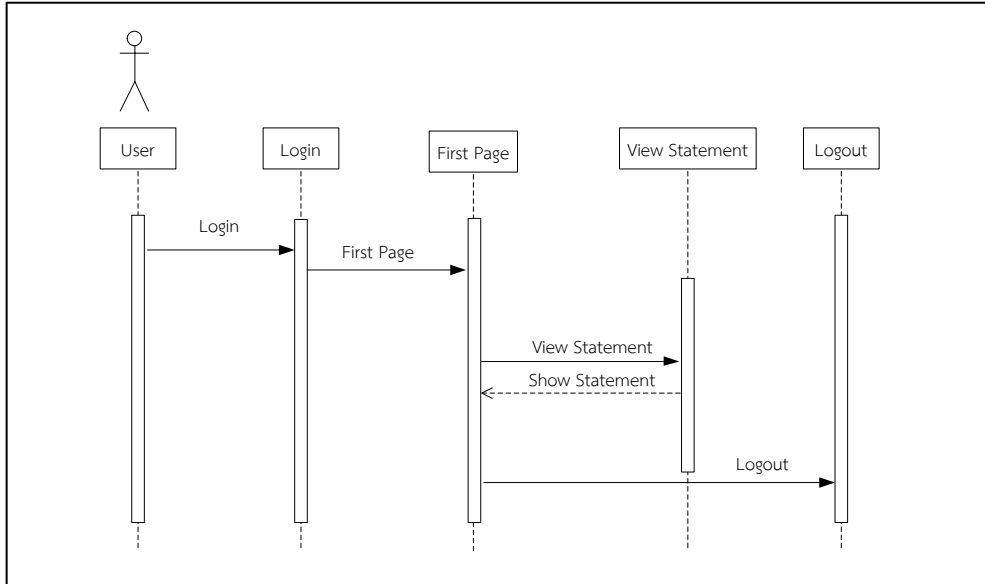 User
Login
First Page
View Statement
Logout
Login
First Page
View Statement
Show Statement
Logout